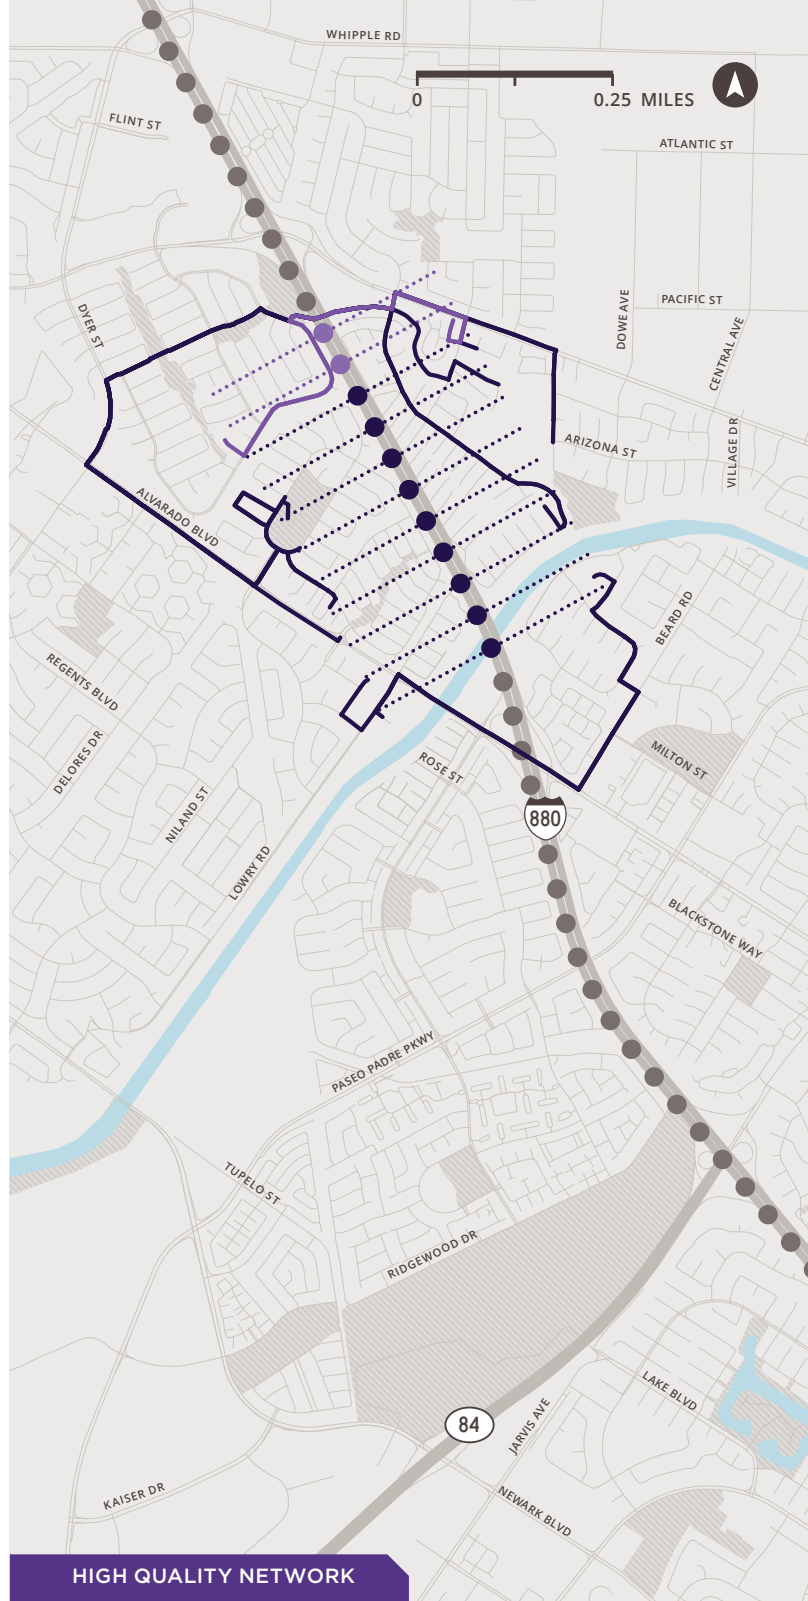 WHIPPLE RD
0
0.25 MILES
FLINT ST
ATLANTIC ST
PACIFIC ST
DOWE AVE
CENTRAL AVE
DYER ST
ARIZONA ST
VILLAGE DR
ALVARADO BLVD
BEARD RD
REGENTS BLVD
DELORES DR
ROSE ST
MILTON ST
NILAND ST
880
LOWRY RD
BLACKSTONE WAY
PASEO PADRE PKWY
TUPELO ST
RIDGEWOOD DR
LAKE BLVD
84
JARVIS AVE
KAISER DR
NEWARK BLVD
HIGH QUALITY NETWORK